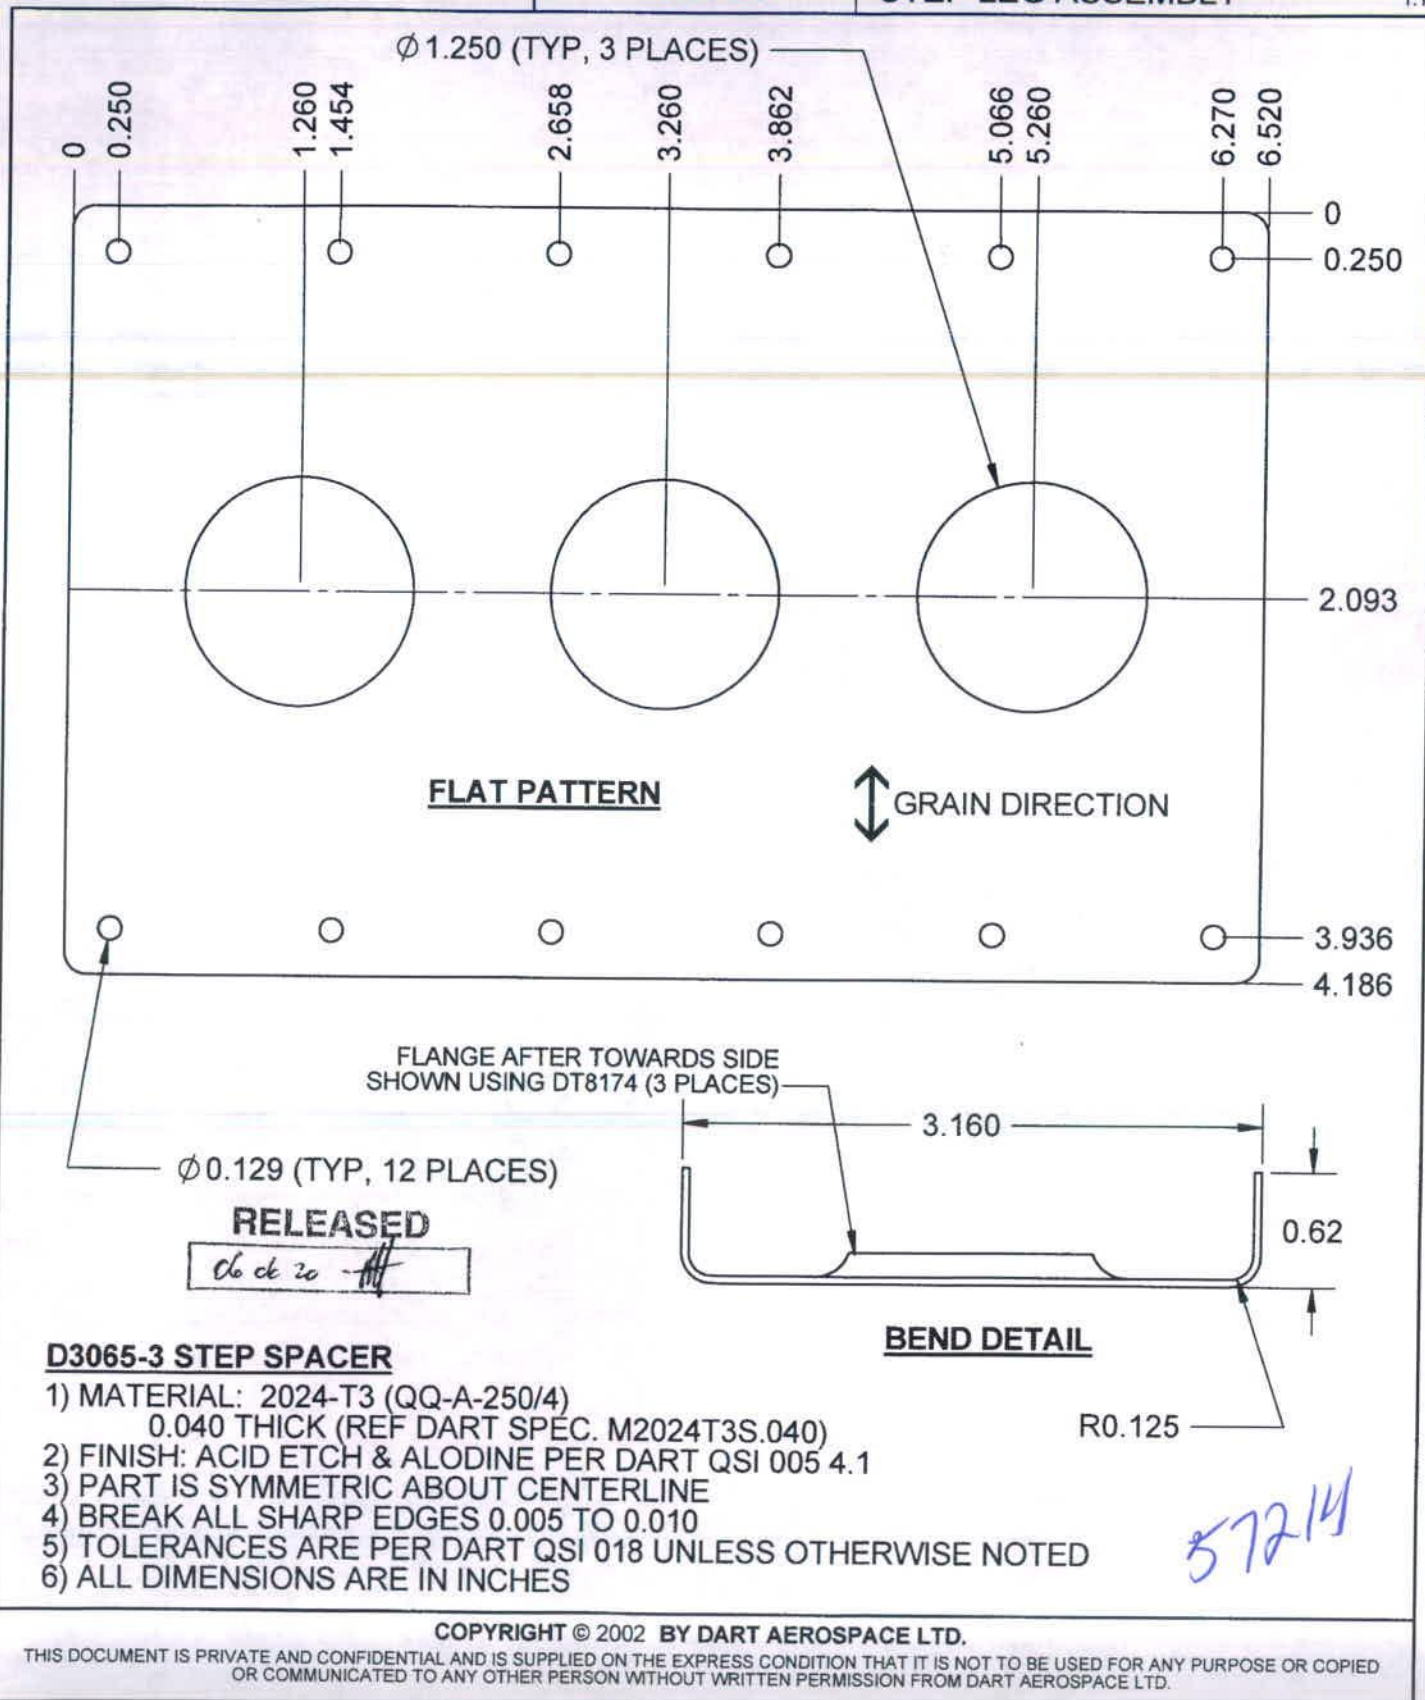 Ø1.250 (TYP, 3 PLACES)
0
0.250
1.260
1.454
2.658
3.260
3.862
5.066
5.260
6.270
6.520
0
0.250
2.093
FLAT PATTERN
GRAIN DIRECTION
3.936
4.186
FLANGE AFTER TOWARDS SIDE
SHOWN USING DT8174 (3 PLACES)
3.160
Ø0.129 (TYP, 12 PLACES)
0.62
RELEASED
BEND DETAIL
R0.125
D3065-3 STEP SPACER
1) MATERIAL: 2024-T3 (QQ-A-250/4)
0.040 THICK (REF DART SPEC. M2024T3S.040)
2) FINISH: ACID ETCH & ALODINE PER DART QSI 005 4.1
3) PART IS SYMMETRIC ABOUT CENTERLINE
4) BREAK ALL SHARP EDGES 0.005 TO 0.010
5) TOLERANCES ARE PER DART QSI 018 UNLESS OTHERWISE NOTED
6) ALL DIMENSIONS ARE IN INCHES
57214
COPYRIGHT © 2002 BY DART AEROSPACE LTD.
THIS DOCUMENT IS PRIVATE AND CONFIDENTIAL AND IS SUPPLIED ON THE EXPRESS CONDITION THAT IT IS NOT TO BE USED FOR ANY PURPOSE OR COPIED
OR COMMUNICATED TO ANY OTHER PERSON WITHOUT WRITTEN PERMISSION FROM DART AEROSPACE LTD.